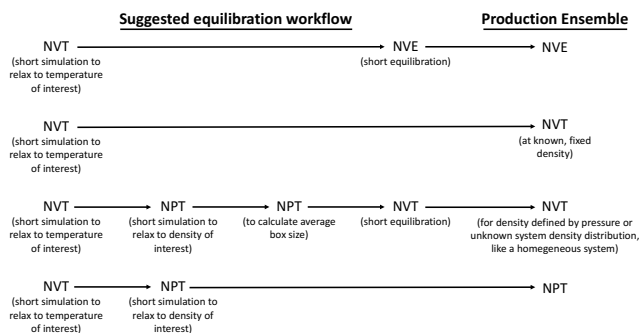 Suggested equilibration workflow Production Ensemble
NVT NVE NVE
(short simulation to (short equilibration)
relax to temperature
of interest)
NVT NVT
(short simulation to (at known, fixed
relax to temperature density)
of interest)
NVT NPT NPT NVT NVT
(short simulation to (short simulation to (to calculate average (short equilibration) (for density defined by pressure or
relax to temperature relax to density of box size) unknown system density distribution,
of interest) interest) like a homogeneous system)
NVT NPT NPT
(short simulation to (short simulation to
relax to temperature relax to density of
of interest) interest)